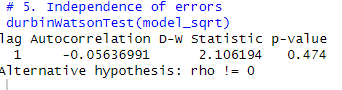 # 5. Independence of errors
durbinWatsonTest(model_sqrt)
lag Autocorrelation D-W Statistic p-value
1 -0.05636991 2.106194 0.474
Alternative hypothesis: rho != 0